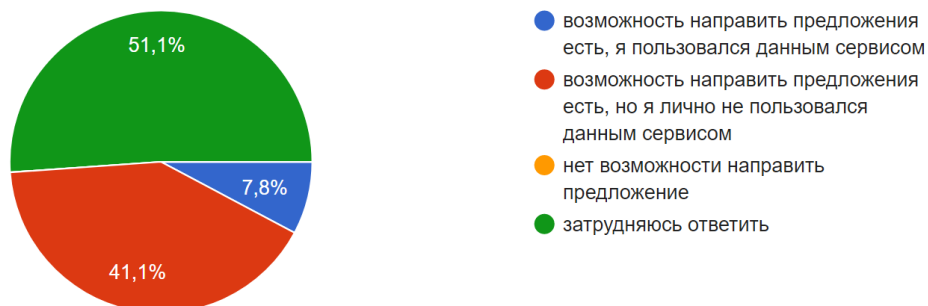 51,1%
7,8%
41,1%
возможность направить предложения
есть, я пользовался данным сервисом
возможность направить предложения
есть, но я лично не пользовался
данным сервисом
нет возможности направить
предложение
затрудняюсь ответить